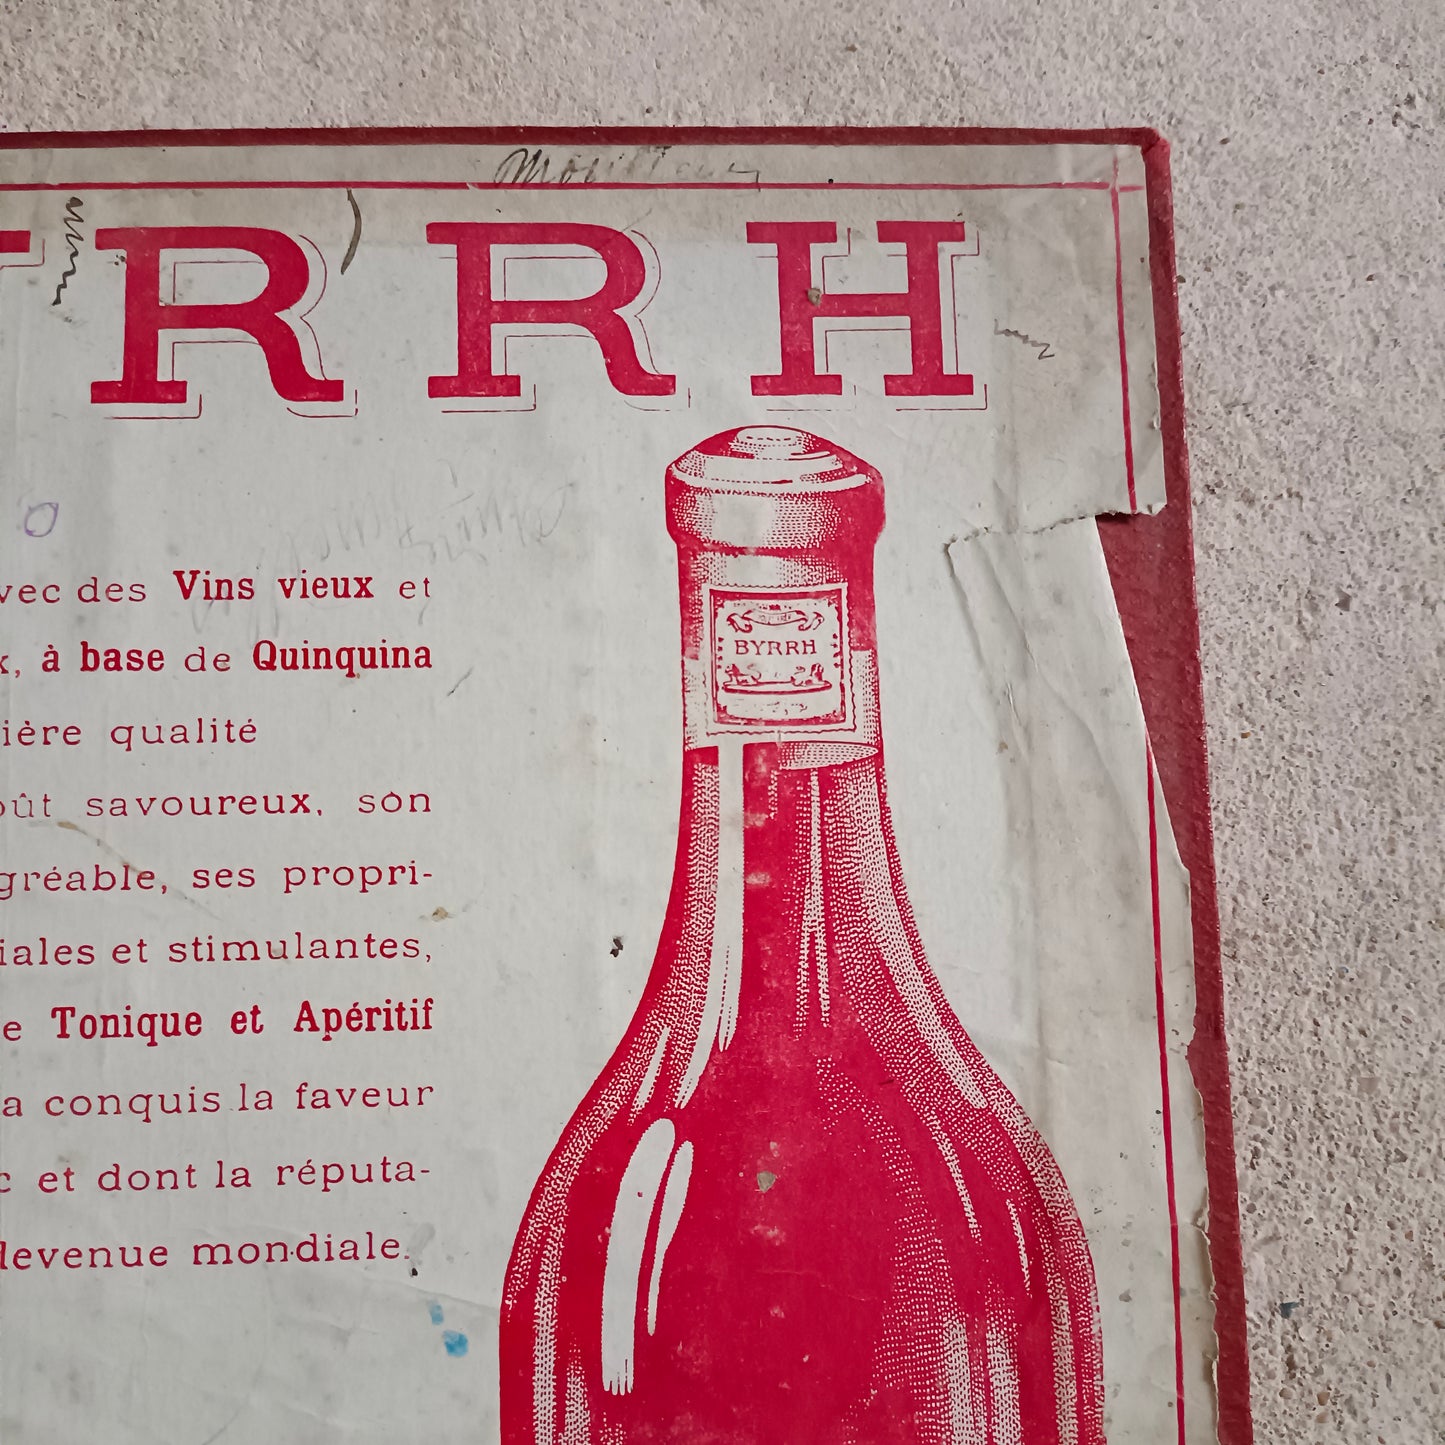 YRRH
O
vec des Vins vieux et
x, à base de Quinquina
ière qualité
oût savoureux, son
gréable, ses propri-
iales et stimulantes,
e Tonique et Apéritif
a conquis la faveur
c et dont la réputa-
devenue mondiale.
BYRRH